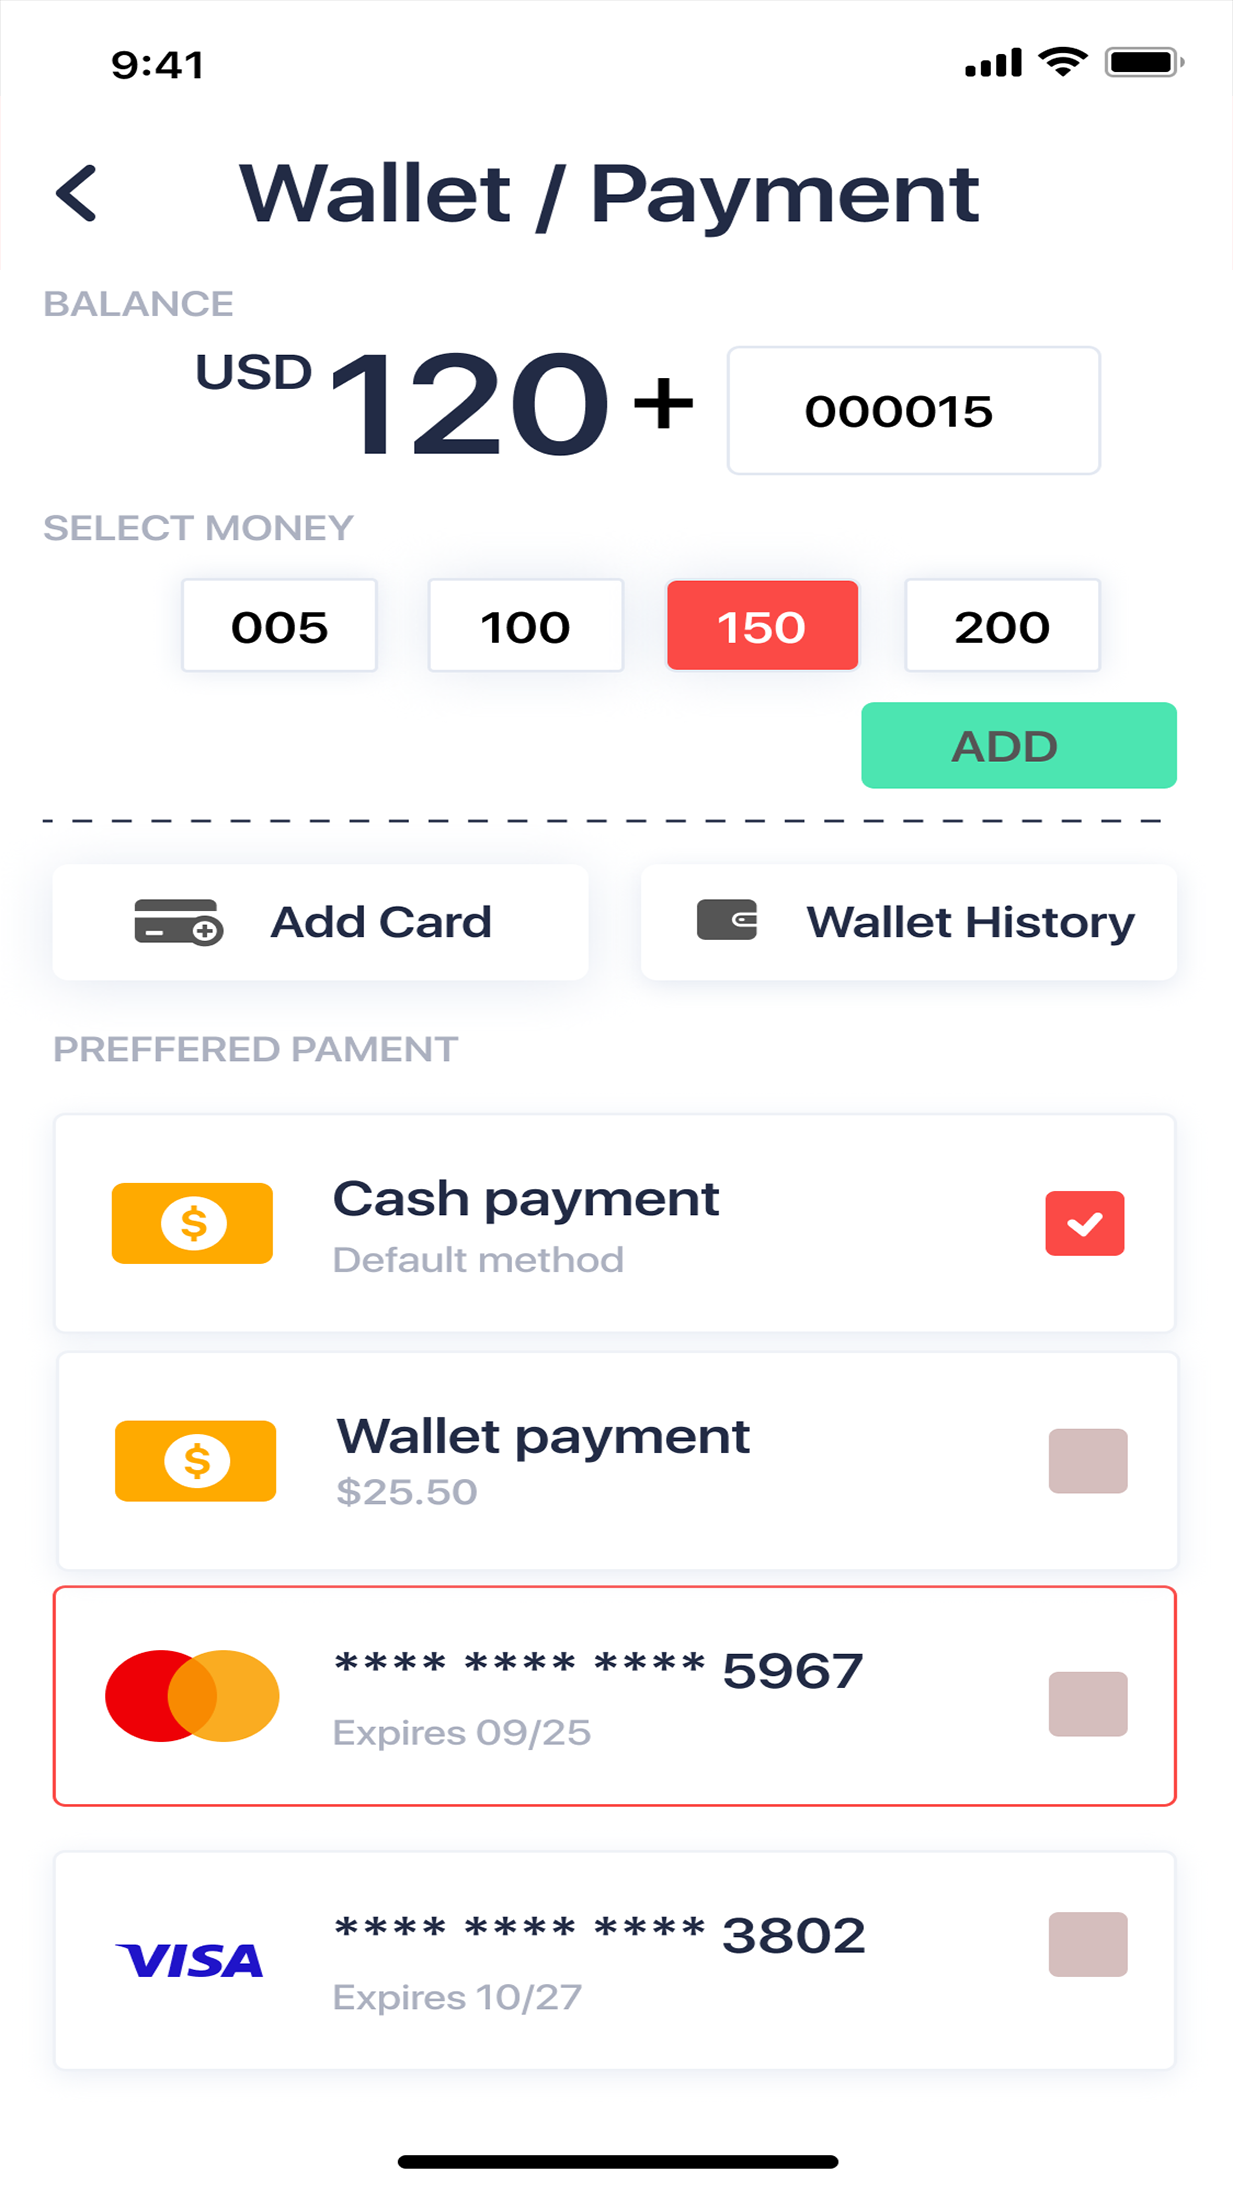 9:41
Wallet / Payment
BALANCE
USD 120 + 000015
SELECT MONEY
005 100 150 200
ADD
Add Card
Wallet History
PREFFERED PAMENT
$ Cash payment
Default method
$ Wallet payment
$25.50
**** **** **** 5967
Expires 09/25
VISA **** **** **** 3802
Expires 10/27